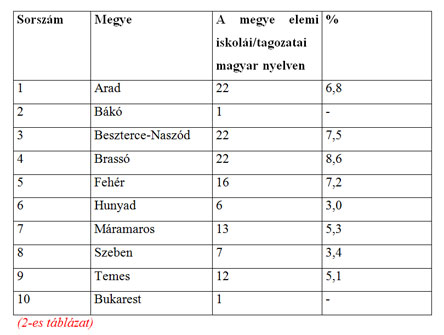 Sorszám Megye A megye elemi %
iskolái/tagozatai
magyar nyelven
1 Arad 22 6,8
2 Bákó 1 -
3 Beszterce-Naszód 22 7,5
4 Brassó 22 8,6
5 Fehér 16 7,2
6 Hunyad 6 3,0
7 Máramaros 13 5,3
8 Szeben 7 3,4
9 Temes 12 5,1
10 Bukarest 1 -
(2-es táblázat)